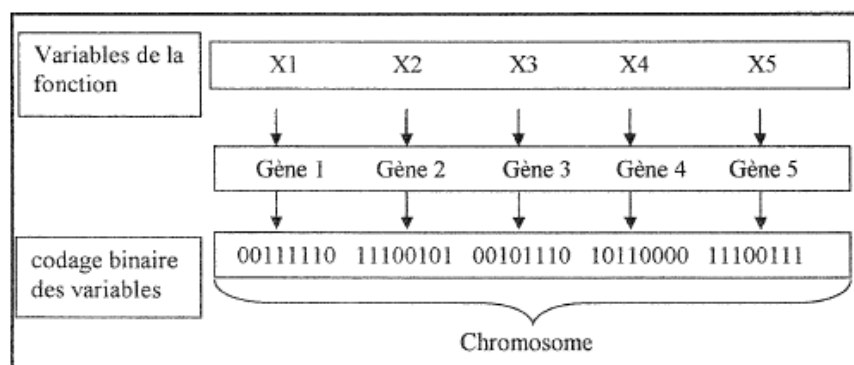 Variables de la
fonction
X1 X2 X3 X4 X5
Gène 1 Gène 2 Gène 3 Gène 4 Gène 5
codage binaire
des variables
00111110 11100101 00101110 10110000 11100111
Chromosome